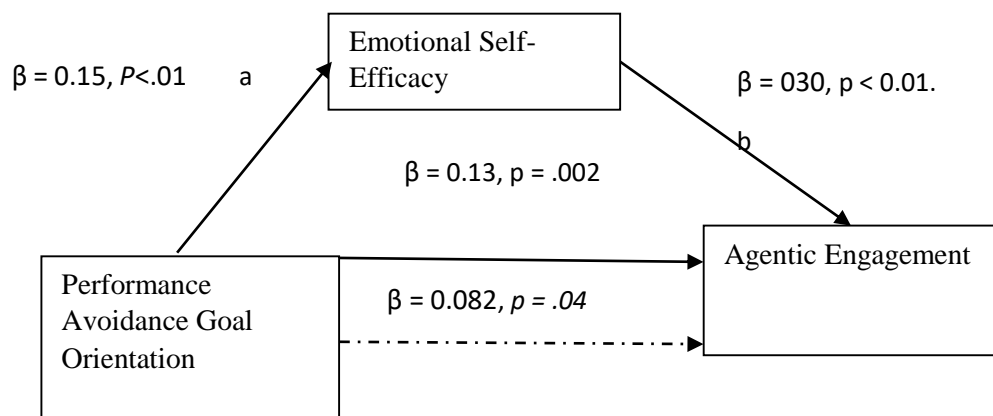 Emotional Self-
Efficacy
β = 0.15, P<.01
a
β = 030, p < 0.01.
b
β = 0.13, p = .002
Performance
Avoidance Goal
Orientation
Agentic Engagement
β = 0.082, p = .04